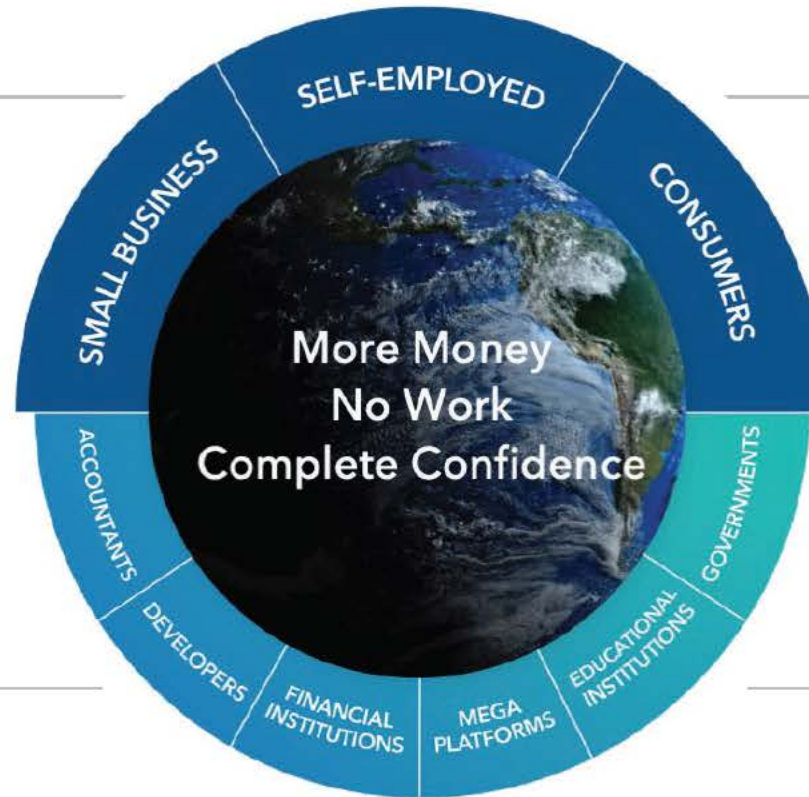 SELF-EMPLOYED
SMALL BUSINESS
CONSUMERS
More Money
No Work
Complete Confidence
ACCOUNTANTS
DEVELOPERS
FINANCIAL
INSTITUTIONS
MEGA
PLATFORMS
EDUCATIONAL
INSTITUTIONS
GOVERNMENTS